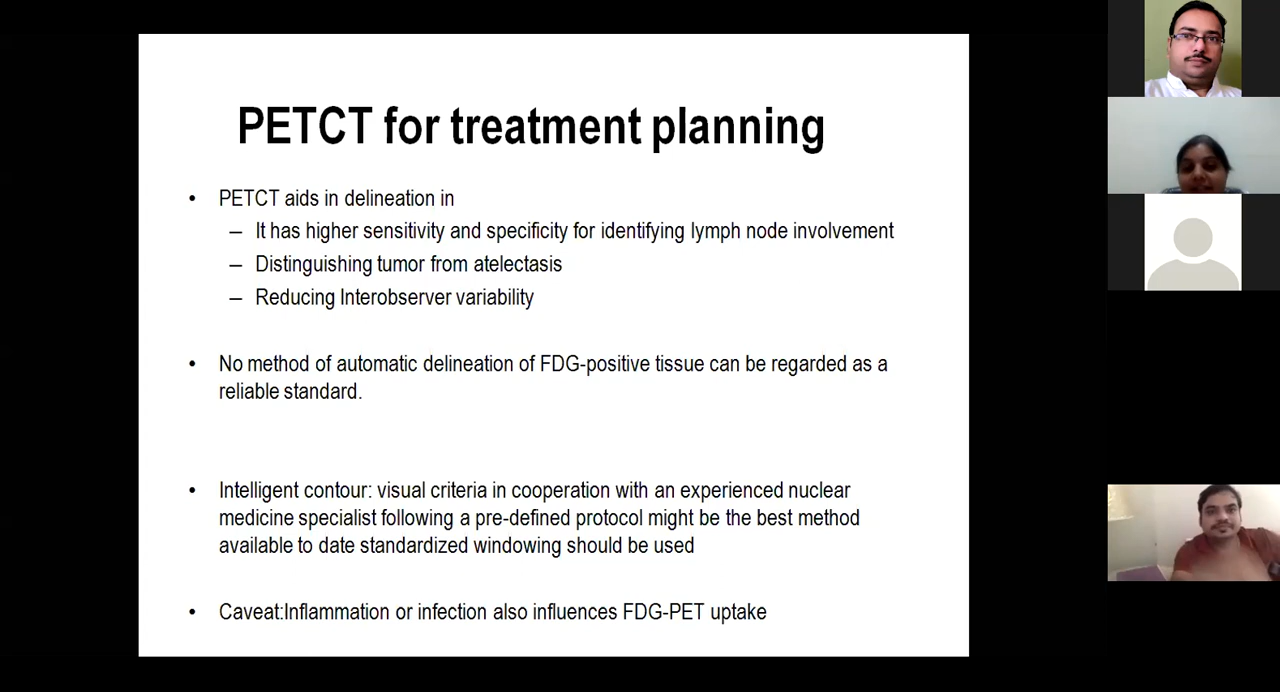 PETCT for treatment planning
• PETCT aids in delineation in
– It has higher sensitivity and specificity for identifying lymph node involvement
– Distinguishing tumor from atelectasis
– Reducing Interobserver variability
• No method of automatic delineation of FDG-positive tissue can be regarded as a
reliable standard.
• Intelligent contour: visual criteria in cooperation with an experienced nuclear
medicine specialist following a pre-defined protocol might be the best method
available to date standardized windowing should be used
• Caveat:Inflammation or infection also influences FDG-PET uptake